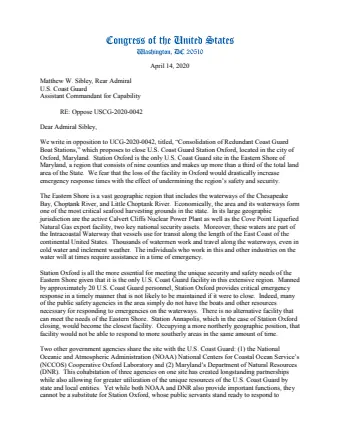 Congress of the United States
Washington, DC 20510
April 14, 2020
Matthew W. Sibley, Rear Admiral
U.S. Coast Guard
Assistant Commandant for Capability
RE: Oppose USCG-2020-0042
Dear Admiral Sibley,
We write in opposition to UCG-2020-0042, titled, “Consolidation of Redundant Coast Guard
Boat Stations,” which proposes to close U.S. Coast Guard Station Oxford, located in the city of
Oxford, Maryland. Station Oxford is the only U.S. Coast Guard site in the Eastern Shore of
Maryland, a region that consists of nine counties and makes up more than a third of the total land
area of the State. We fear that the loss of the facility in Oxford would drastically increase
emergency response times with the effect of undermining the region’s safety and security.
The Eastern Shore is a vast geographic region that includes the waterways of the Chesapeake
Bay, Choptank River, and Little Choptank River. Economically, the area and its waterways form
one of the most critical seafood harvesting grounds in the state. In its large geographic
jurisdiction are the active Calvert Cliffs Nuclear Power Plant as well as the Cove Point Liquefied
Natural Gas export facility, two key national security assets. Moreover, these waters are part of
the Intracoastal Waterway that vessels use for transit along the length of the East Coast of the
continental United States. Thousands of watermen work and travel along the waterways, even in
cold water and inclement weather. The individuals who work in this and other industries on the
water will at times require assistance in a time of emergency.
Station Oxford is all the more essential for meeting the unique security and safety needs of the
Eastern Shore given that it is the only U.S. Coast Guard facility in this extensive region. Manned
by approximately 20 U.S. Coast Guard personnel, Station Oxford provides critical emergency
response in a timely manner that is not likely to be maintained if it were to close. Indeed, many
of the public safety agencies in the area simply do not have the boats and other resources
necessary for responding to emergencies on the waterways. There is no alternative facility that
can meet the needs of the Eastern Shore. Station Annapolis, which in the case of Station Oxford
closing, would become the closest facility. Occupying a more northerly geographic position, that
facility would not be able to respond to more southerly areas in the same amount of time.
Two other government agencies share the site with the U.S. Coast Guard: (1) the National
Oceanic and Atmospheric Administration (NOAA) National Centers for Coastal Ocean Service’s
(NCCOS) Cooperative Oxford Laboratory and (2) Maryland’s Department of Natural Resources
(DNR). This cohabitation of three agencies on one site has created longstanding partnerships
while also allowing for greater utilization of the unique resources of the U.S. Coast Guard by
state and local entities. Yet while both NOAA and DNR also provide important functions, they
cannot be a substitute for Station Oxford, whose public servants stand ready to respond to